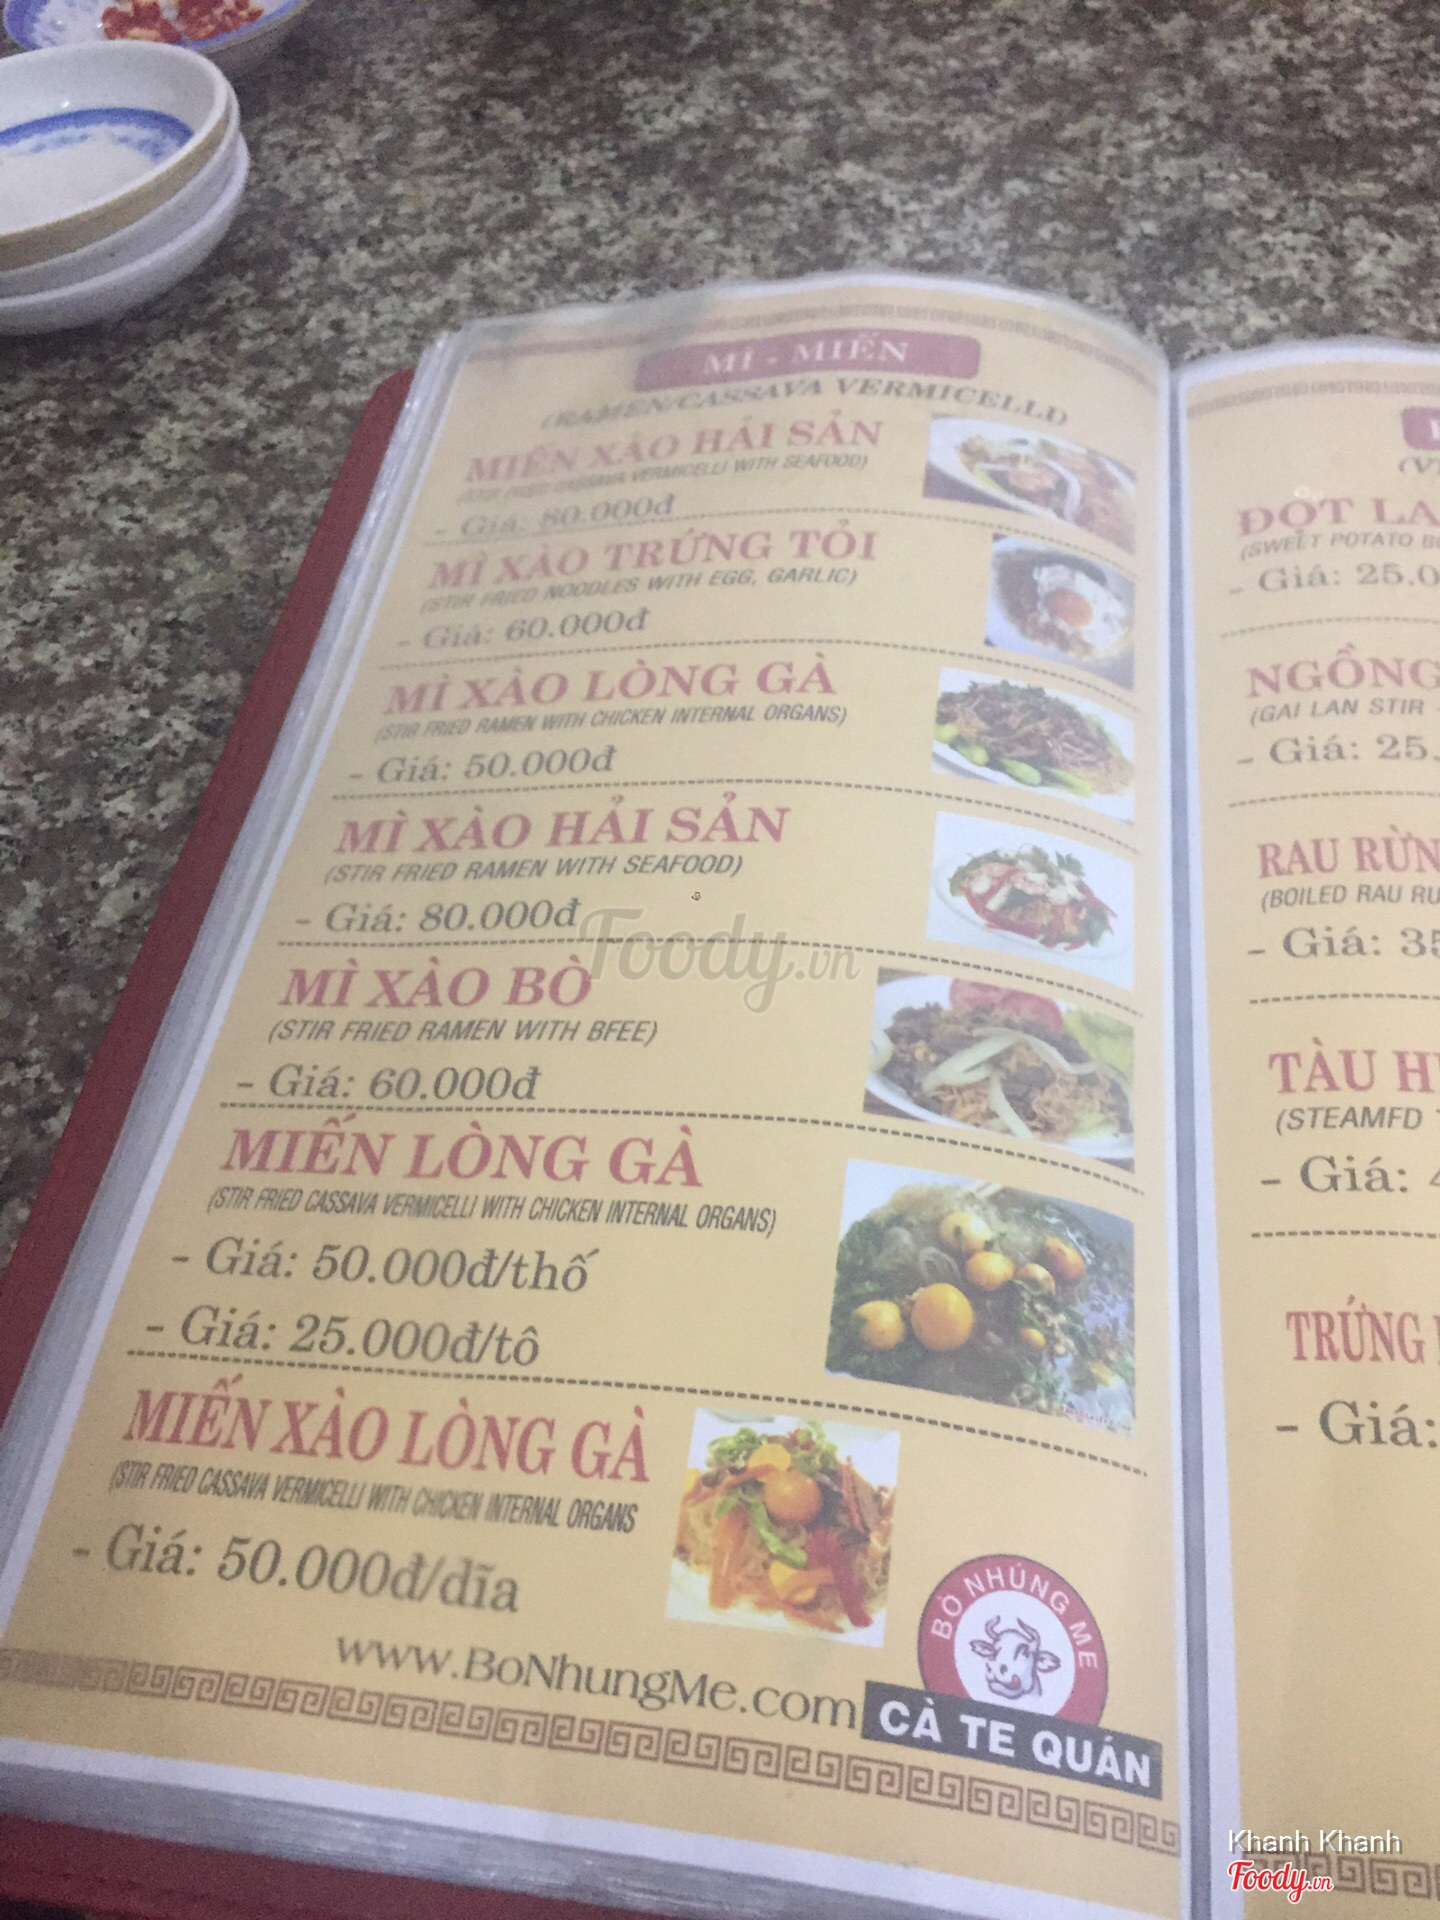 MÌ - MIẾN
(RAMEN/CASSAVA VERMICELLI)
MIẾN XÀO HẢI SẢN
(STIR FRIED CASSAVA VERMICELLI WITH SEAFOOD)
- Giá: 80.000đ
MÌ XÀO TRỨNG TỎI
(STIR FRIED NOODLES WITH EGG, GARLIC)
- Giá: 60.000đ
MÌ XÀO LÒNG GÀ
(STIR FRIED RAMEN WITH CHICKEN INTERNAL ORGANS)
- Giá: 50.000đ
MÌ XÀO HẢI SẢN
(STIR FRIED RAMEN WITH SEAFOOD)
- Giá: 80.000đ
MÌ XÀO BÒ
(STIR FRIED RAMEN WITH BFEE)
- Giá: 60.000đ
MIẾN LÒNG GÀ
(STIR FRIED CASSAVA VERMICELLI WITH CHICKEN INTERNAL ORGANS)
- Giá: 50.000đ/thố
- Giá: 25.000đ/tô
MIẾN XÀO LÒNG GÀ
(STIR FRIED CASSAVA VERMICELLI WITH CHICKEN INTERNAL ORGANS
- Giá: 50.000đ/dĩa
www.BoNhungMe.com
BÒ NHÚNG ME
CÀ TE QUÁN
ĐỌT LA
(SWEET POTATO
- Giá: 25.0
NGỒNG
(GAI LAN STIR
- Giá: 25.
RAU RỪN
(BOILED RAU RU
- Giá: 35
TÀU H
(STEAMFD
- Giá: 4
TRỨNG
- Giá:
Foody.vn
Khanh Khanh
Foody.vn